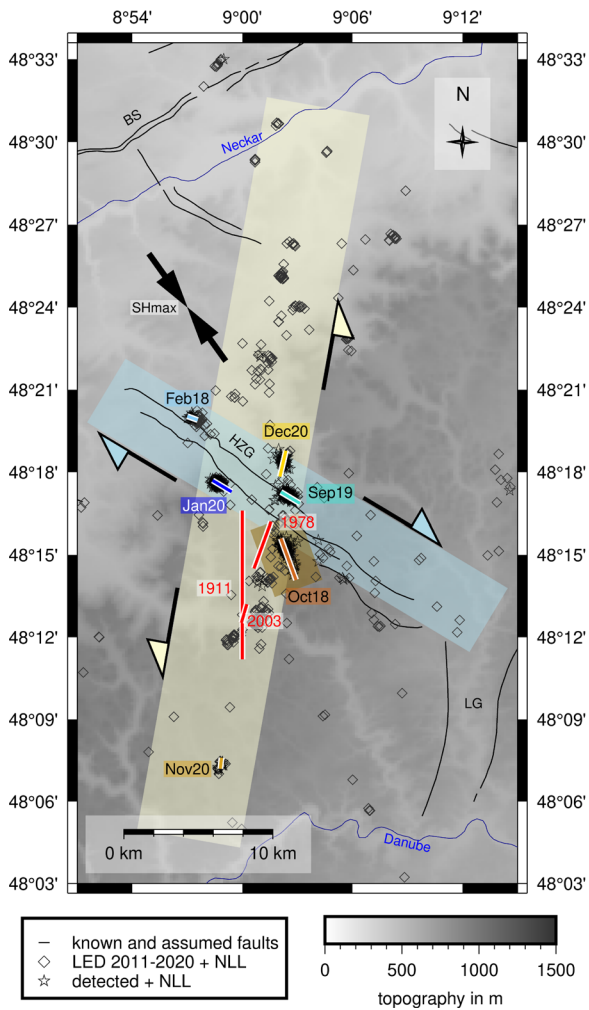 8°54' 9°00' 9°06' 9°12'
48°33' 48°33'
N
BS
48°30' 48°30'
Neckar
48°27' 48°27'
48°24' 48°24'
SHmax
48°21' 48°21'
Feb18
Dec20
HZG
48°18' 48°18'
Sep19
Jan20
1978
48°15' 48°15'
1911
Oct18
2003
48°12' 48°12'
LG
48°09' 48°09'
Nov20
48°06' 48°06'
0 km 10 km
Danube
48°03' 48°03'
known and assumed faults
LED 2011-2020 + NLL
detected + NLL
0 500 1000 1500
topography in m